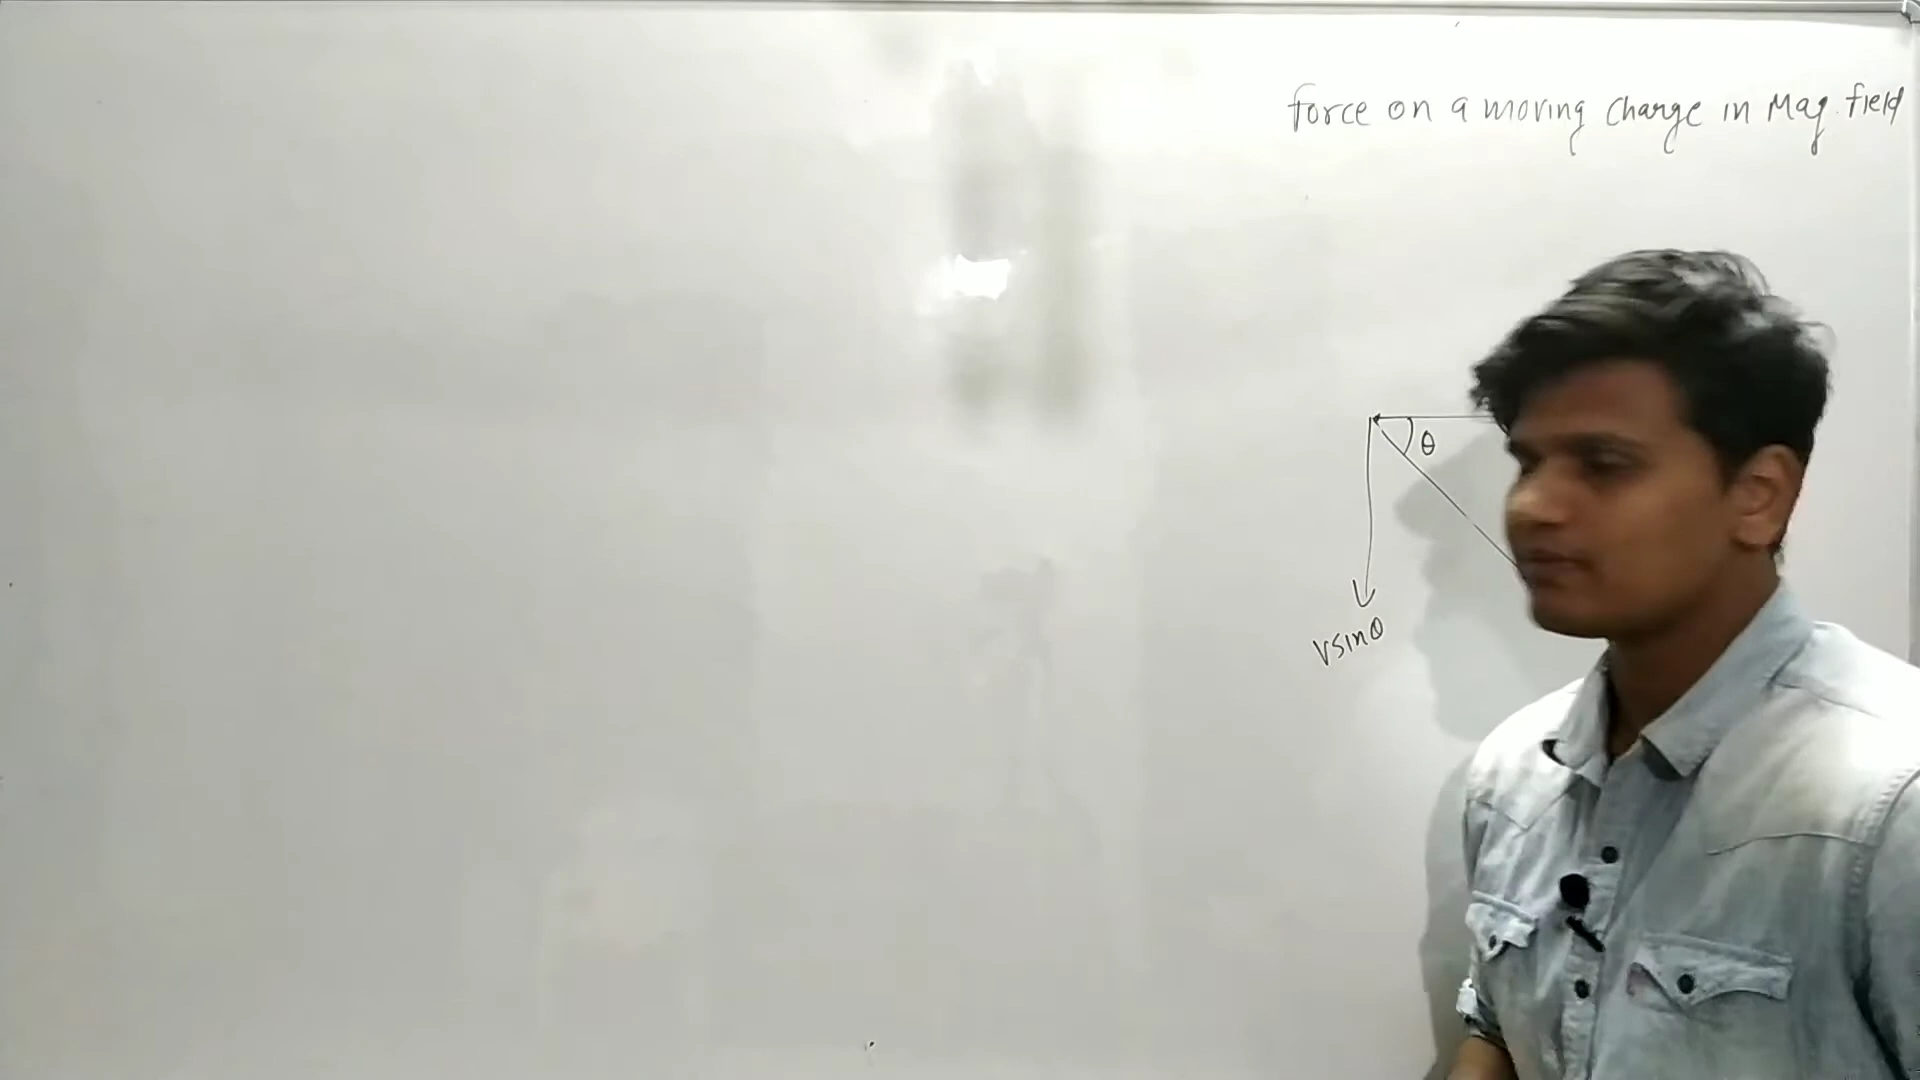 force on a moving charge in Mag. field
θ
vsinθ